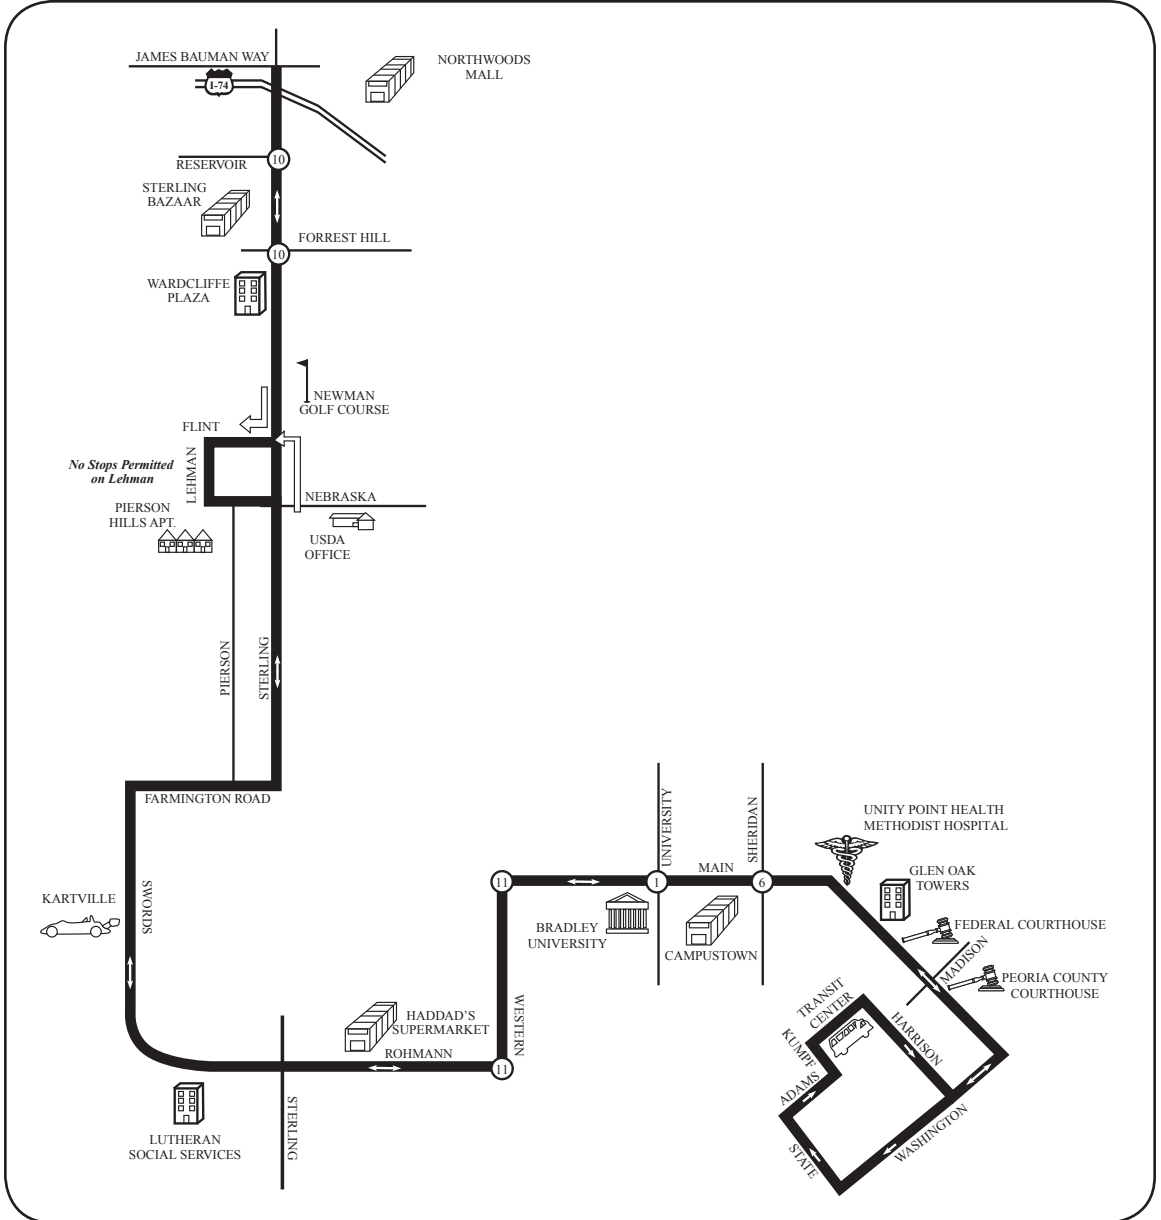 JAMES BAUMAN WAY
NORTHWOODS
MALL
I-74
RESERVOIR
10
STERLING
BAZAAR
FORREST HILL
10
WARDCLIFFE
PLAZA
NEWMAN
GOLF COURSE
FLINT
LEHMAN
No Stops Permitted
on Lehman
NEBRASKA
PIERSON
HILLS APT.
USDA
OFFICE
PIERSON
STERLING
FARMINGTON ROAD
UNIVERSITY
SHERIDAN
UNITY POINT HEALTH
METHODIST HOSPITAL
MAIN
GLEN OAK
TOWERS
11
1
6
KARTVILLE
SWORDS
BRADLEY
UNIVERSITY
CAMPUSTOWN
FEDERAL COURTHOUSE
MADISON
PEORIA COUNTY
COURTHOUSE
TRANSIT
CENTER
HARRISON
KUMPF
HADDAD'S
SUPERMARKET
WESTERN
ROHMANN
11
ADAMS
WASHINGTON
STATE
STERLING
LUTHERAN
SOCIAL SERVICES